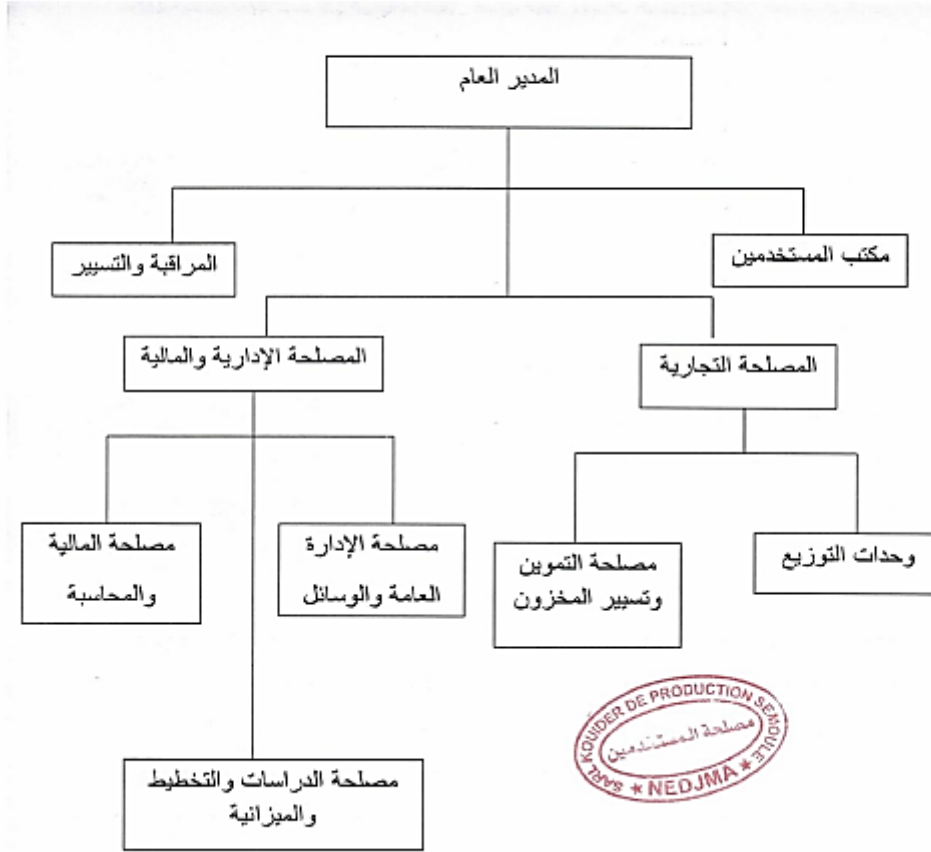 المدير العام
مكتب المستخدمين
المراقبة والتسيير
المصلحة التجارية
المصلحة الإدارية والمالية
وحدات التوزيع
مصلحة التموين
وتسيير المخزون
مصلحة الإدارة
العامة والوسائل
مصلحة المالية
والمحاسبة
مصلحة الدراسات والتخطيط
والميزانية
SARL KOUIDER DE PRODUCTION SEMOULE
مصلحة المستخدمين
* NEDJMA *